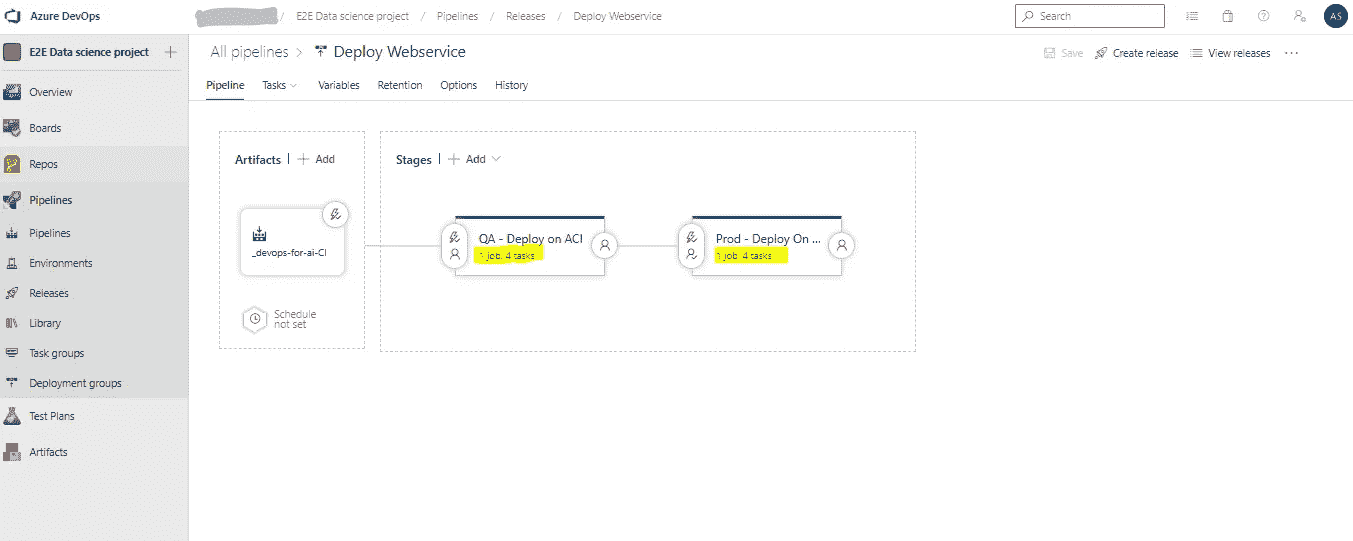 Azure DevOps / E2E Data science project / Pipelines / Releases / Deploy Webservice Search AS
E2E Data science project
All pipelines > Deploy Webservice Save Create release View releases ...
Pipeline Tasks Variables Retention Options History
Overview
Boards
Repos
Pipelines
Pipelines
Environments
Releases
Library
Task groups
Deployment groups
Test Plans
Artifacts
Artifacts | + Add
_devops-for-ai-CI
Schedule
not set
Stages | + Add
QA - Deploy on ACI
1 job, 4 tasks
Prod - Deploy On ...
1 job, 4 tasks